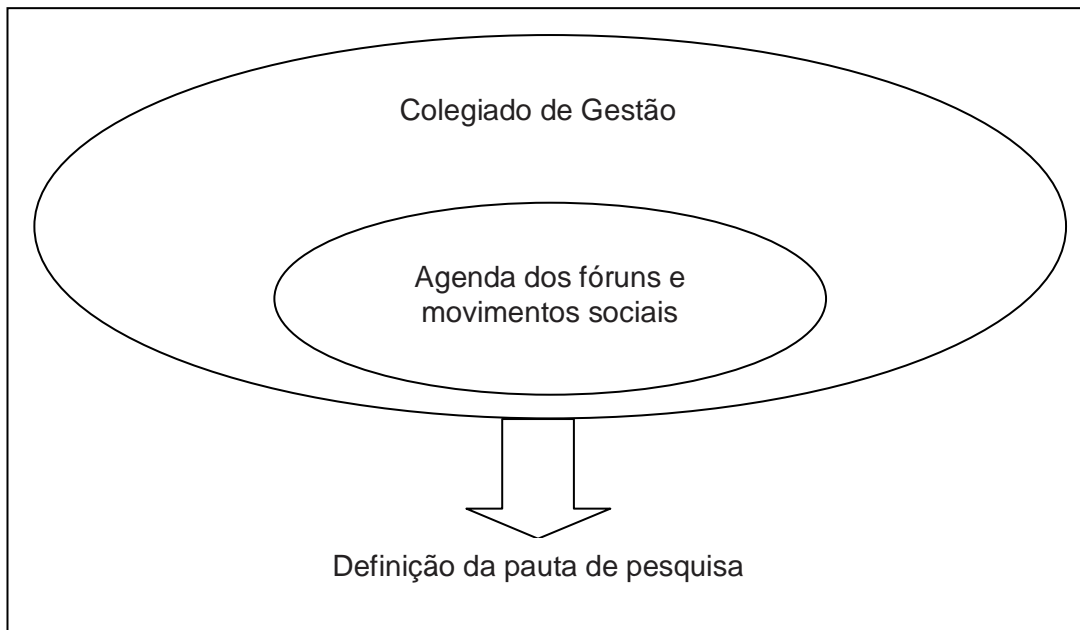 Colegiado de Gestão
Agenda dos fóruns e
movimentos sociais
Definição da pauta de pesquisa